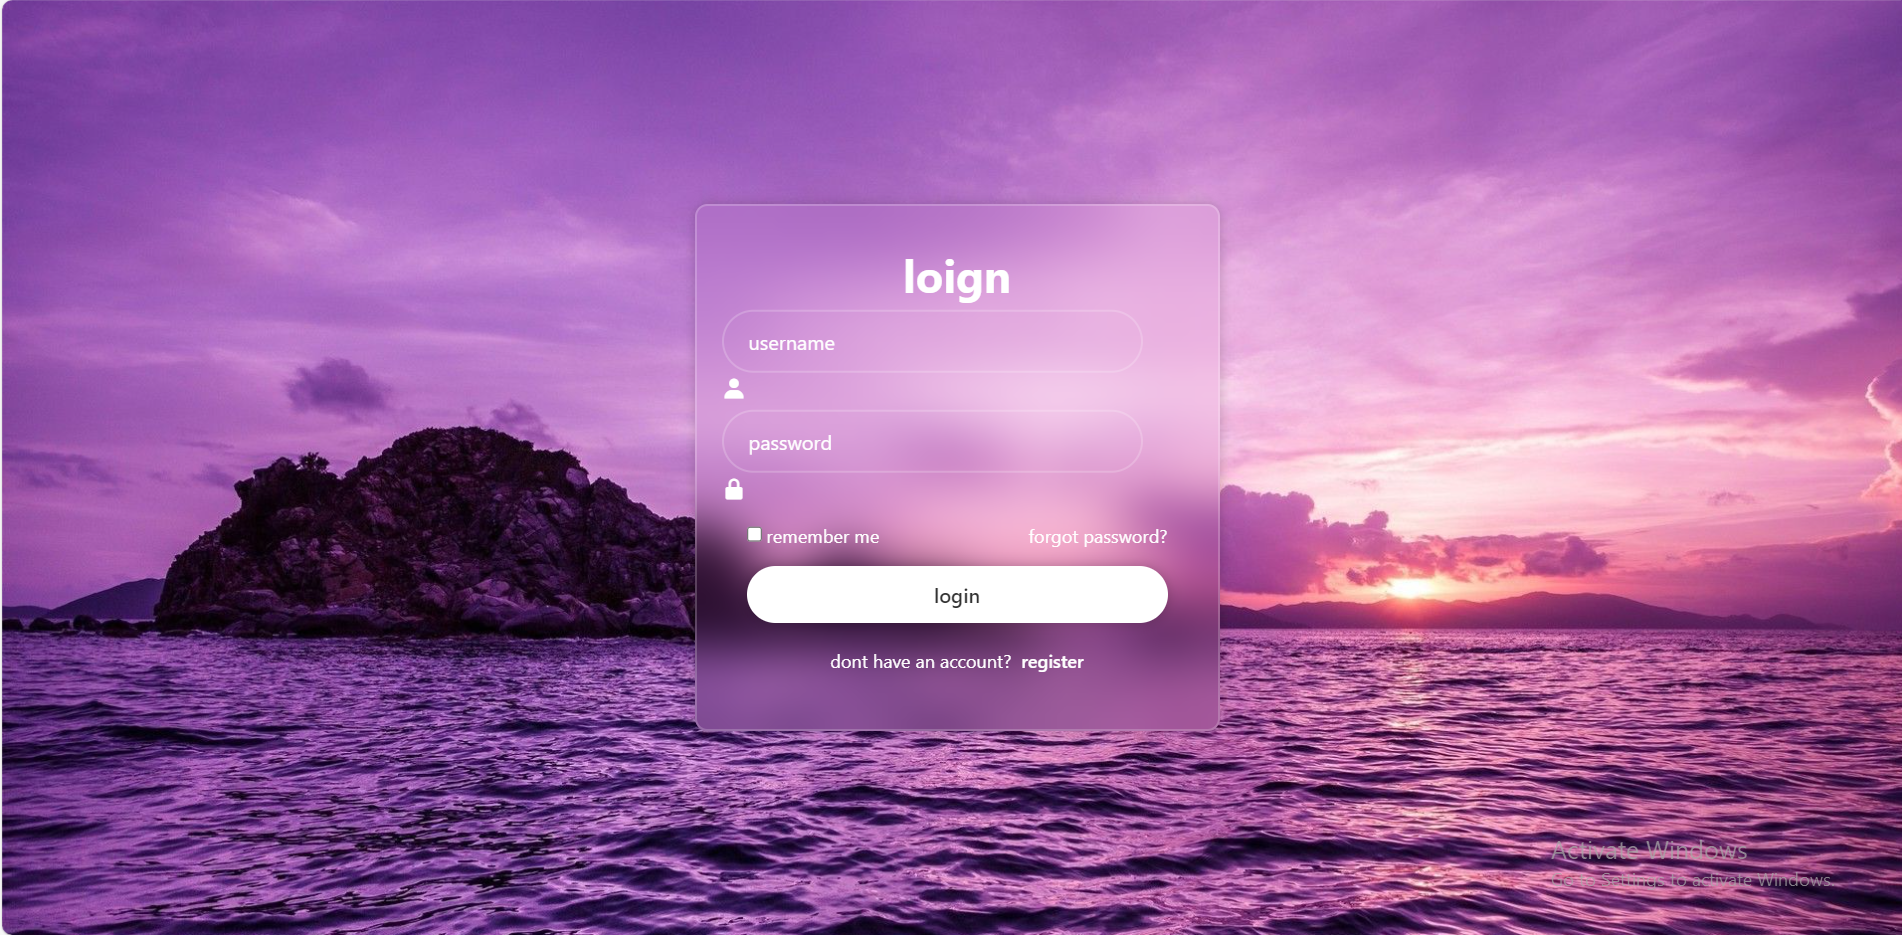 loign
username
password
remember me forgot password?
login
dont have an account? register
Activate Windows
Go to Settings to activate Windows.